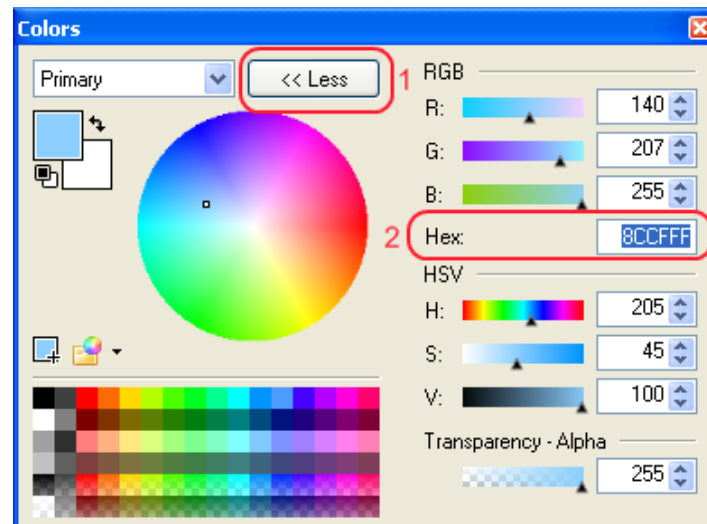 Colors
Primary
<< Less
1
RGB
R:
140
G:
207
B:
255
2
Hex:
8CCFFF
HSV
H:
205
S:
45
V:
100
Transparency - Alpha
255